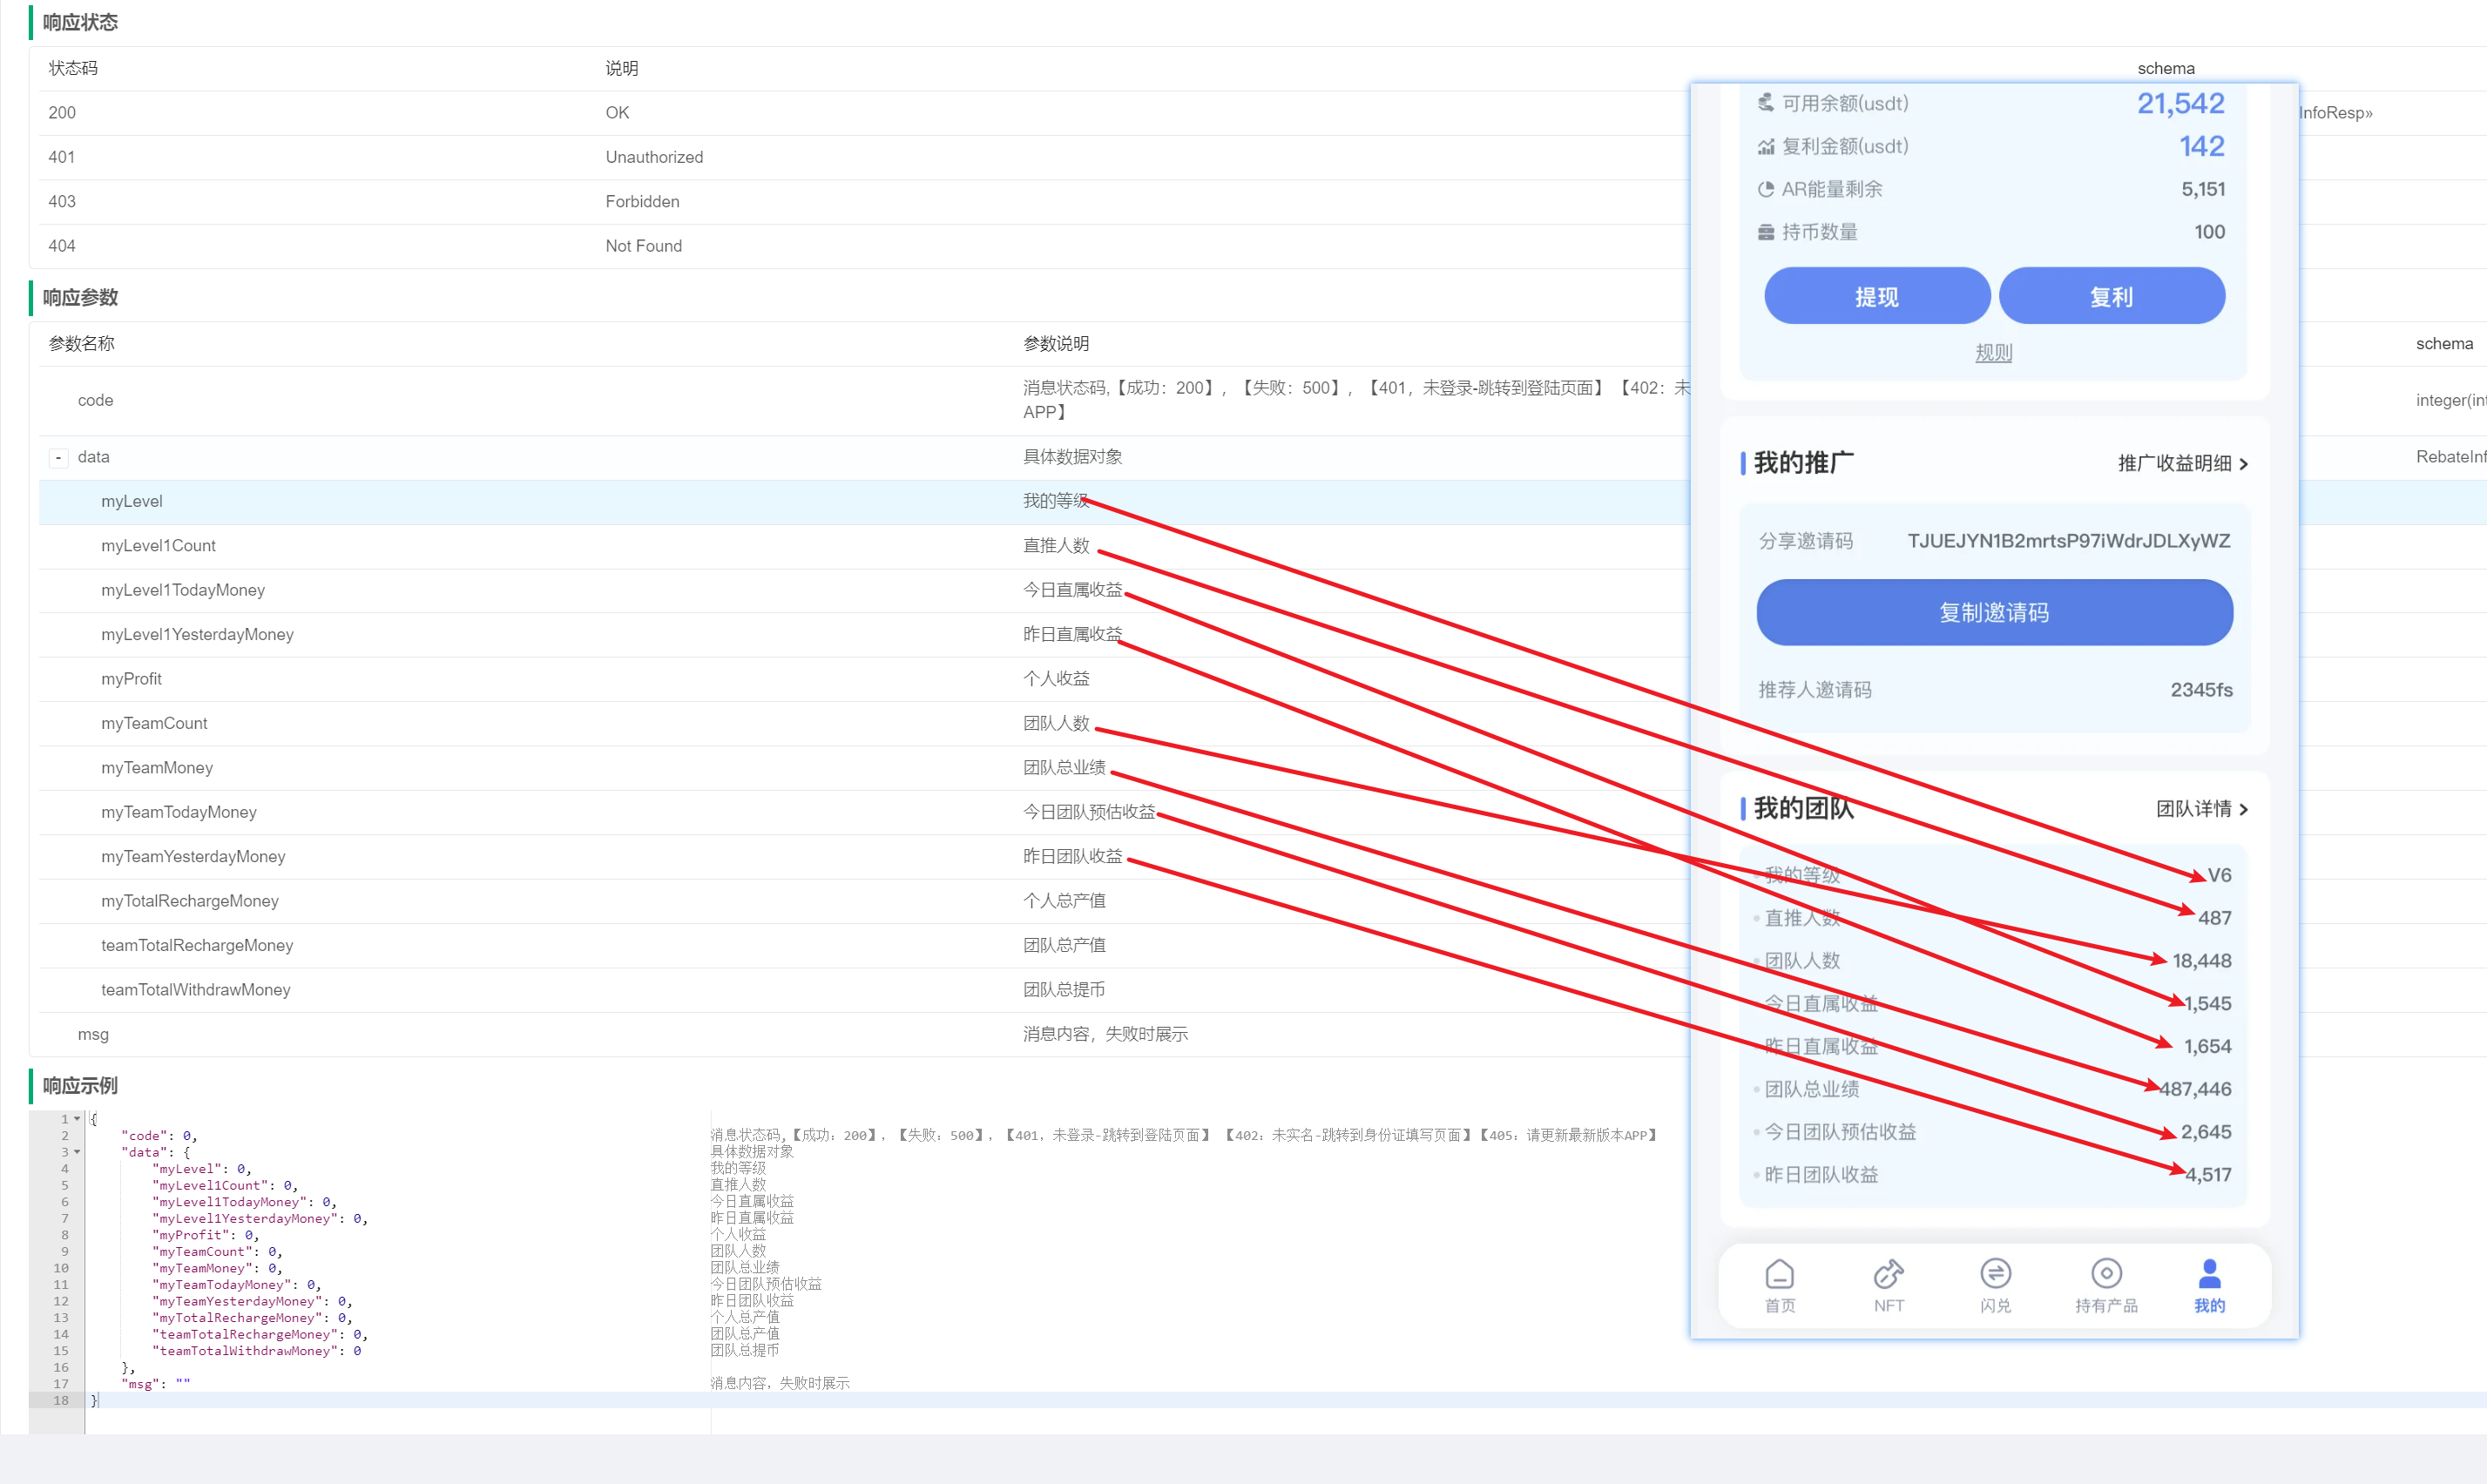 响应状态
状态码 说明 schema
200 OK InfoResp»
401 Unauthorized
403 Forbidden
404 Not Found
响应参数
参数名称 参数说明 schema
code 消息状态码,【成功：200】,【失败：500】,【401，未登录-跳转到登陆页面】【402：未
APP】 integer(int
- data 具体数据对象 RebateInf
myLevel 我的等级
myLevel1Count 直推人数
myLevel1TodayMoney 今日直属收益
myLevel1YesterdayMoney 昨日直属收益
myProfit 个人收益
myTeamCount 团队人数
myTeamMoney 团队总业绩
myTeamTodayMoney 今日团队预估收益
myTeamYesterdayMoney 昨日团队收益
myTotalRechargeMoney 个人总产值
teamTotalRechargeMoney 团队总产值
teamTotalWithdrawMoney 团队总提币
msg 消息内容，失败时展示
响应示例
1 {
2 "code": 0, 消息状态码,【成功：200】,【失败：500】,【401，未登录-跳转到登陆页面】【402：未实名-跳转到身份证填写页面】【405：请更新最新版本APP】
3 "data": { 具体数据对象
4 "myLevel": 0, 我的等级
5 "myLevel1Count": 0, 直推人数
6 "myLevel1TodayMoney": 0, 今日直属收益
7 "myLevel1YesterdayMoney": 0, 昨日直属收益
8 "myProfit": 0, 个人收益
9 "myTeamCount": 0, 团队人数
10 "myTeamMoney": 0, 团队总业绩
11 "myTeamTodayMoney": 0, 今日团队预估收益
12 "myTeamYesterdayMoney": 0, 昨日团队收益
13 "myTotalRechargeMoney": 0, 个人总产值
14 "teamTotalRechargeMoney": 0, 团队总产值
15 "teamTotalWithdrawMoney": 0 团队总提币
16 },
17 "msg": "" 消息内容，失败时展示
18 }
可用余额(usdt) 21,542
复利金额(usdt) 142
AR能量剩余 5,151
持币数量 100
提现 复利
规则
我的推广 推广收益明细 >
分享邀请码 TJUEJYN1B2mrtsP97iWdrJDLXyWZ
复制邀请码
推荐人邀请码 2345fs
我的团队 团队详情 >
我的等级 V6
直推人数 487
团队人数 18,448
今日直属收益 1,545
昨日直属收益 1,654
团队总业绩 487,446
今日团队预估收益 2,645
昨日团队收益 4,517
首页 NFT 闪兑 持有产品 我的